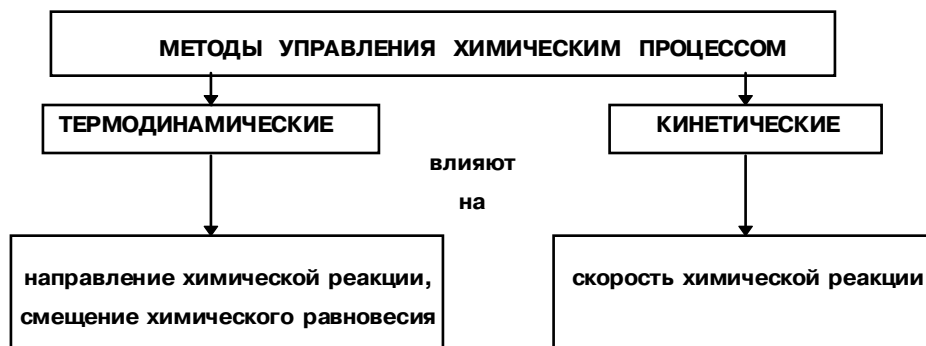 МЕТОДЫ УПРАВЛЕНИЯ ХИМИЧЕСКИМ ПРОЦЕССОМ
ТЕРМОДИНАМИЧЕСКИЕ
КИНЕТИЧЕСКИЕ
влияют
на
направление химической реакции,
смещение химического равновесия
скорость химической реакции